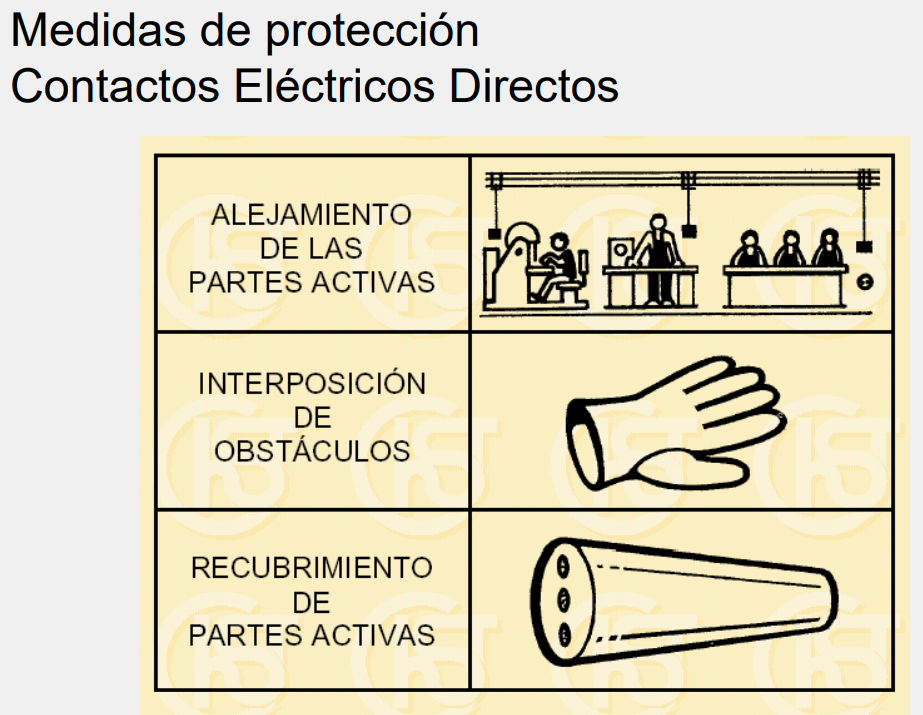 Medidas de protección
Contactos Eléctricos Directos
ALEJAMIENTO
DE LAS
PARTES ACTIVAS
INTERPOSICIÓN
DE
OBSTÁCULOS
RECUBRIMIENTO
DE
PARTES ACTIVAS